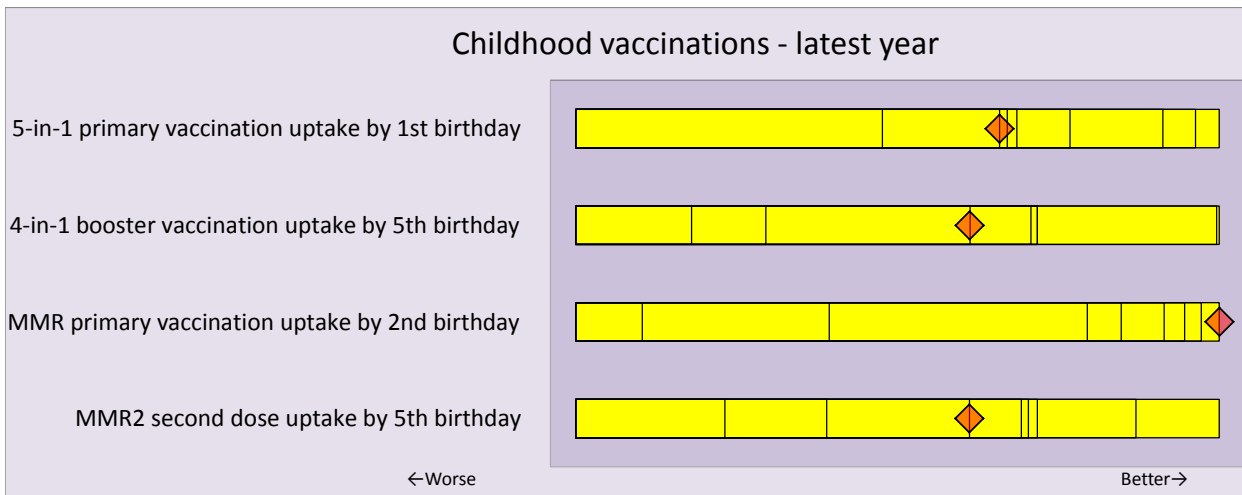 Childhood vaccinations - latest year
5-in-1 primary vaccination uptake by 1st birthday
4-in-1 booster vaccination uptake by 5th birthday
MMR primary vaccination uptake by 2nd birthday
MMR2 second dose uptake by 5th birthday
←Worse
Better→